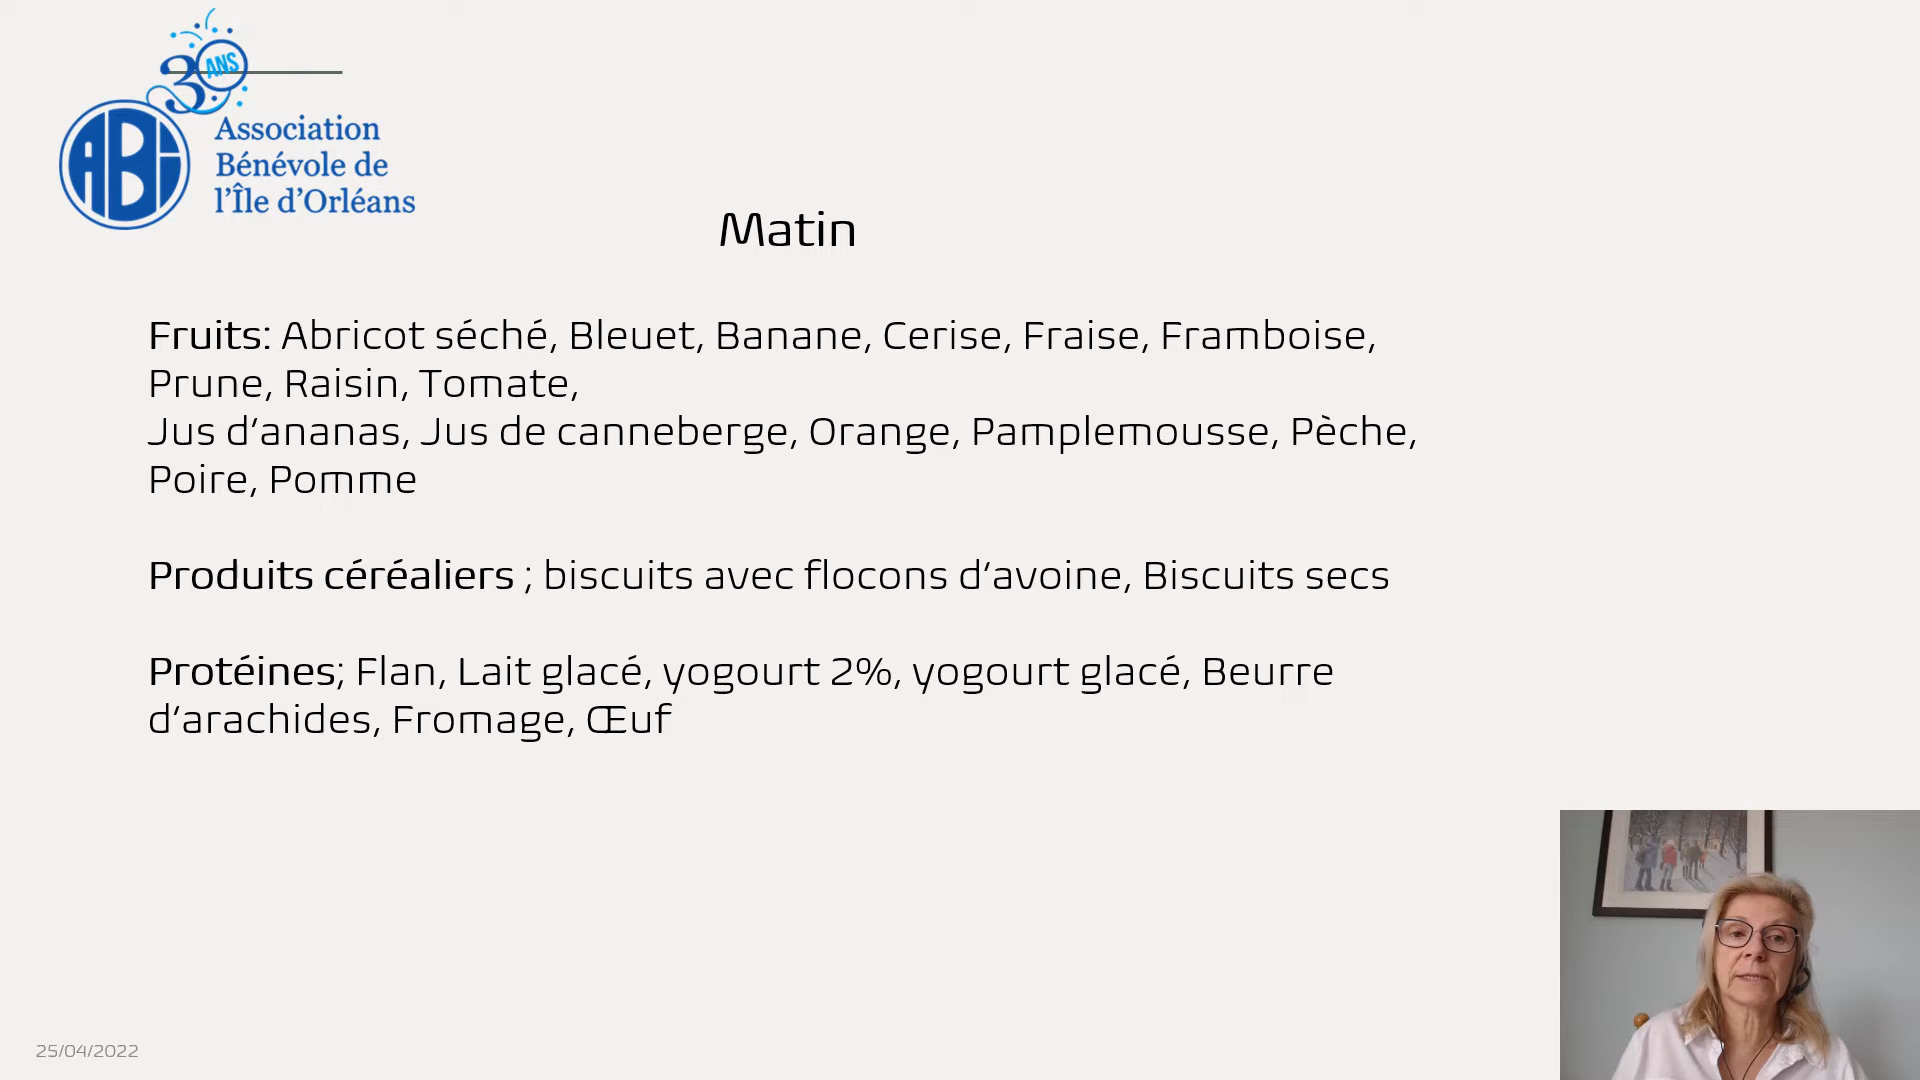 30 ANS
ABi
Association
Bénévole de
l’Île d’Orléans
Matin
Fruits: Abricot séché, Bleuet, Banane, Cerise, Fraise, Framboise,
Prune, Raisin, Tomate,
Jus d’ananas, Jus de canneberge, Orange, Pamplemousse, Pèche,
Poire, Pomme
Produits céréaliers ; biscuits avec flocons d’avoine, Biscuits secs
Protéines; Flan, Lait glacé, yogourt 2%, yogourt glacé, Beurre
d’arachides, Fromage, Œuf
25/04/2022